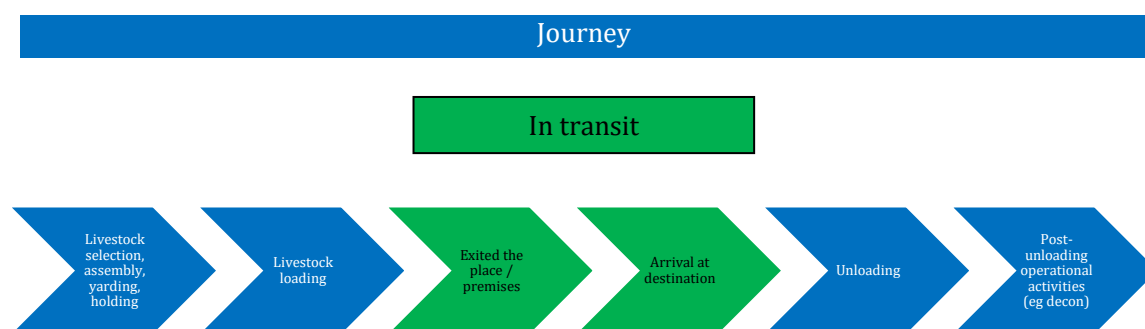 Journey
In transit
Livestock
selection,
assembly,
yarding,
holding
Livestock
loading
Exited the
place /
premises
Arrival at
destination
Unloading
Post-
unloading
operational
activities
(eg decon)